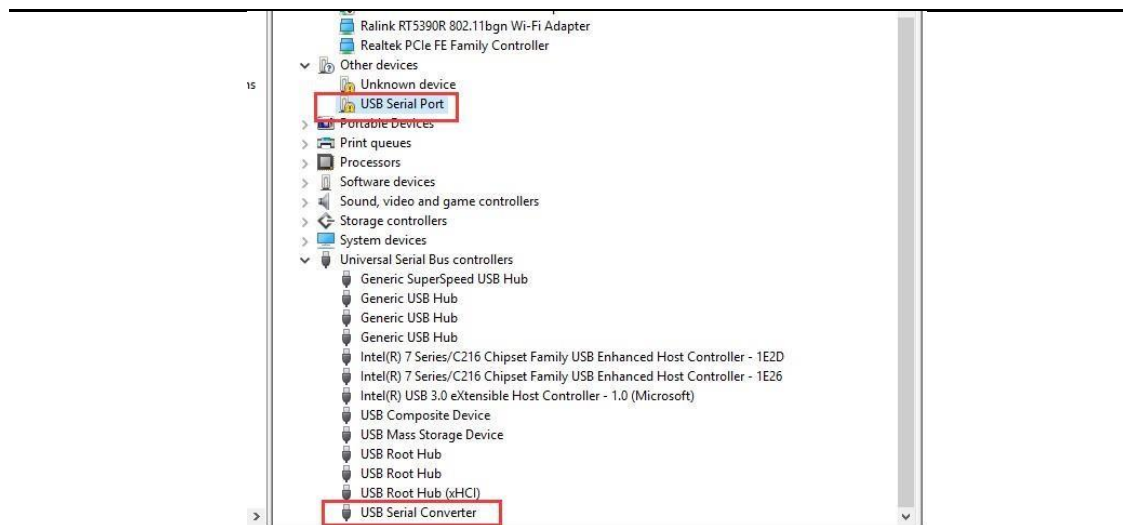 Ralink RT5390R 802.11bgn Wi-Fi Adapter
Realtek PCIe FE Family Controller
Other devices
ns
Unknown device
USB Serial Port
Portable Devices
Print queues
Processors
Software devices
Sound, video and game controllers
Storage controllers
System devices
Universal Serial Bus controllers
Generic SuperSpeed USB Hub
Generic USB Hub
Generic USB Hub
Generic USB Hub
Intel(R) 7 Series/C216 Chipset Family USB Enhanced Host Controller - 1E2D
Intel(R) 7 Series/C216 Chipset Family USB Enhanced Host Controller - 1E26
Intel(R) USB 3.0 eXtensible Host Controller - 1.0 (Microsoft)
USB Composite Device
USB Mass Storage Device
USB Root Hub
USB Root Hub
USB Root Hub (xHCI)
USB Serial Converter